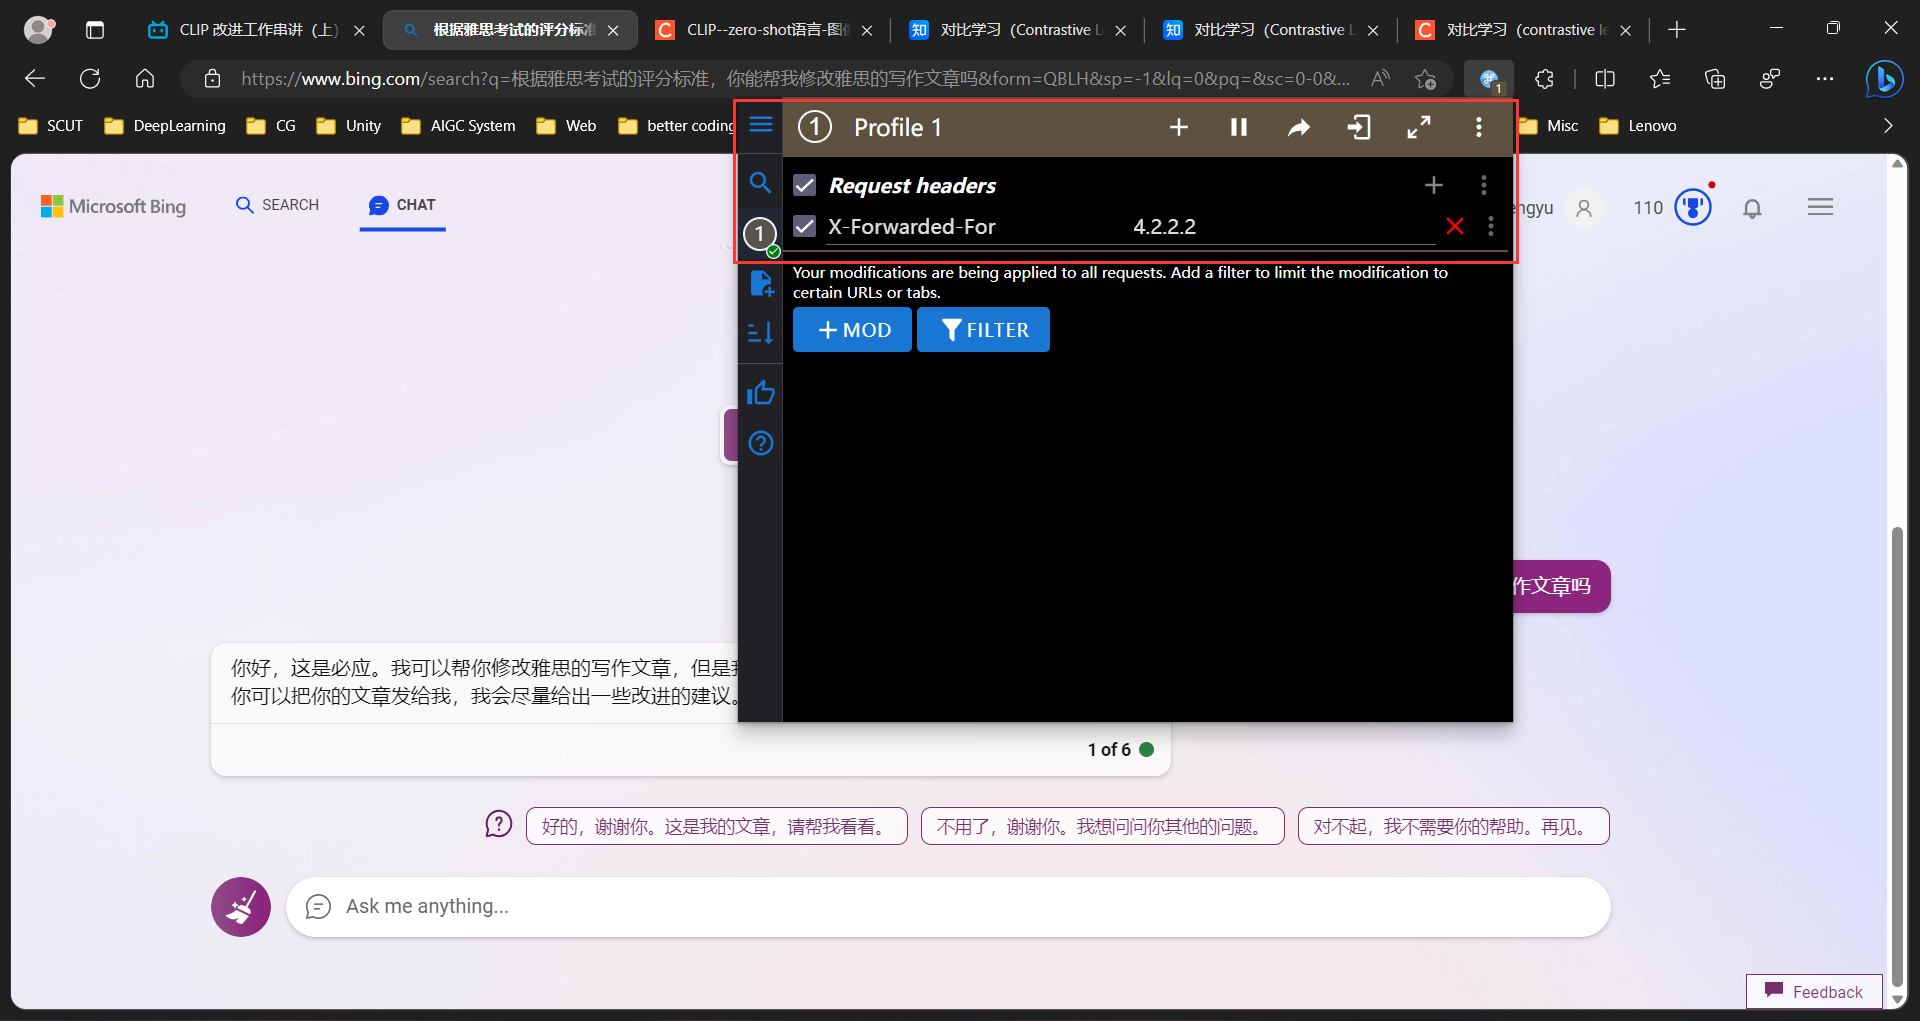 CLIP 改进工作串讲（上）
根据雅思考试的评分标准
CLIP--zero-shot语言-图
对比学习（Contrastive L
对比学习（Contrastive L
对比学习（contrastive le
https://www.bing.com/search?q=根据雅思考试的评分标准，你能帮我修改雅思的写作文章吗&form=QBLH&sp=-1&lq=0&pq=&sc=0-0&...
1
SCUT
DeepLearning
CG
Unity
AIGC System
Web
better coding
Misc
Lenovo
1
Profile 1
Microsoft Bing
SEARCH
CHAT
Request headers
engyu
110
1
X-Forwarded-For
4.2.2.2
Your modifications are being applied to all requests. Add a filter to limit the modification to
certain URLs or tabs.
MOD
FILTER
作文章吗
你好，这是必应。我可以帮你修改雅思的写作文章，但是
你可以把你的文章发给我，我会尽量给出一些改进的建议。
1 of 6
好的，谢谢你。这是我的文章，请帮我看看。
不用了，谢谢你。我想问问你其他的问题。
对不起，我不需要你的帮助。再见。
Ask me anything...
Feedback